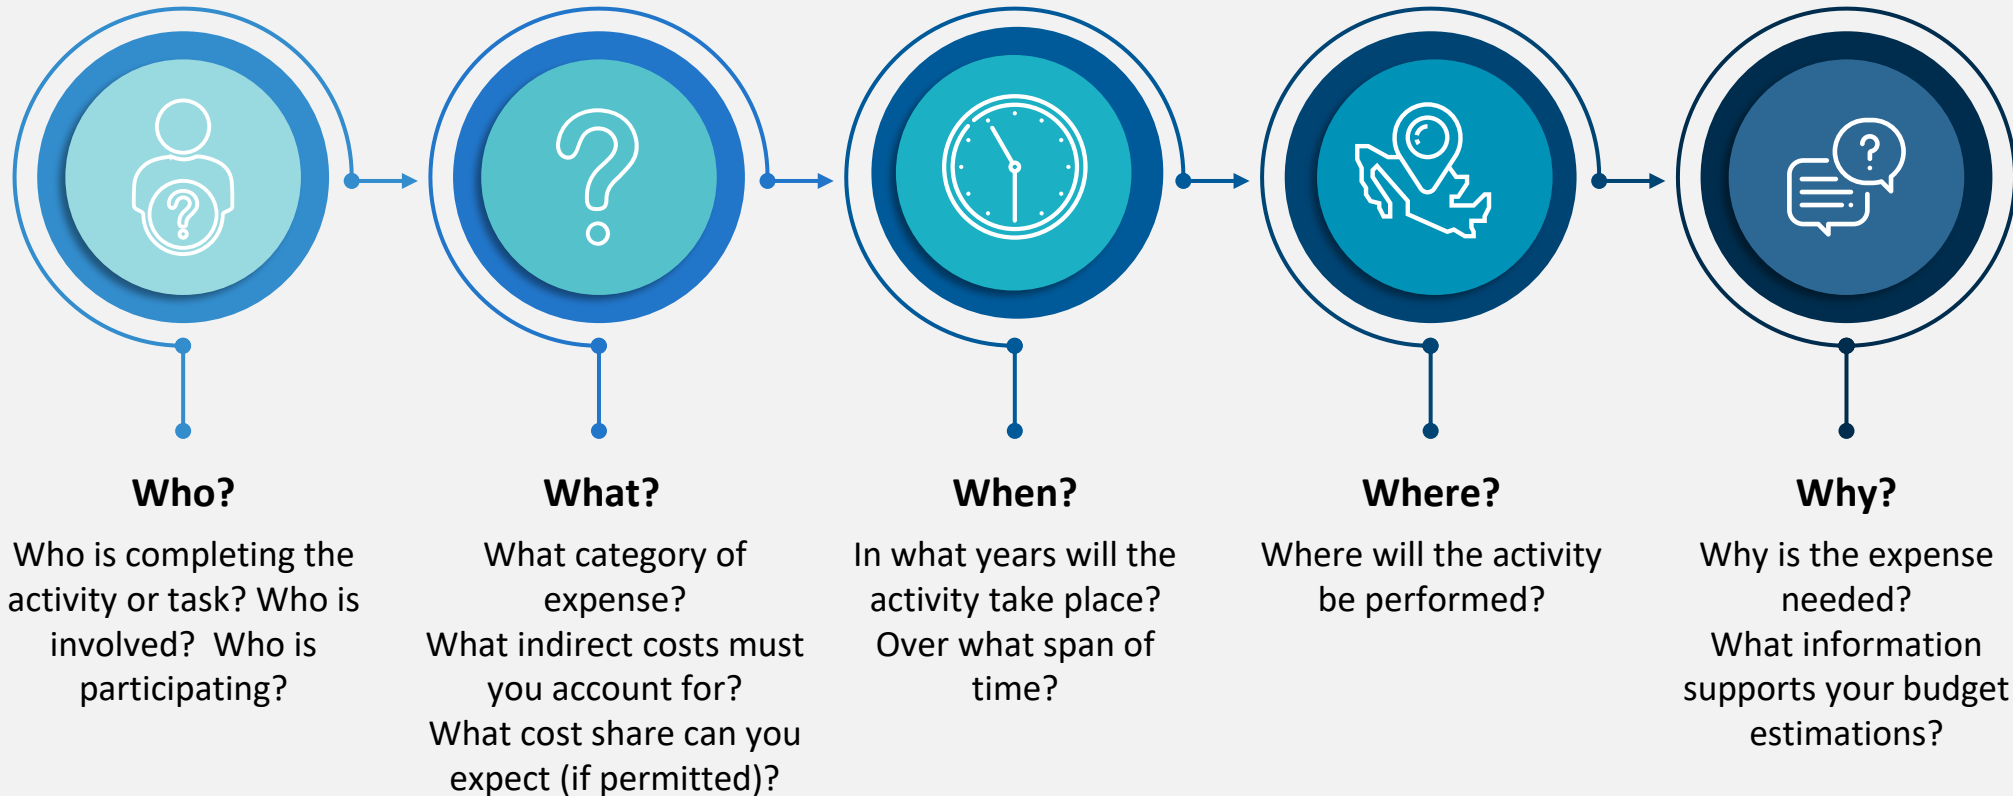 Who?
Who is completing the
activity or task? Who is
involved?  Who is
participating?
What?
What category of
expense?
What indirect costs must
you account for?
What cost share can you
expect (if permitted)?
When?
In what years will the
activity take place?
Over what span of
time?
Where?
Where will the activity
be performed?
Why?
Why is the expense
needed?
What information
supports your budget
estimations?